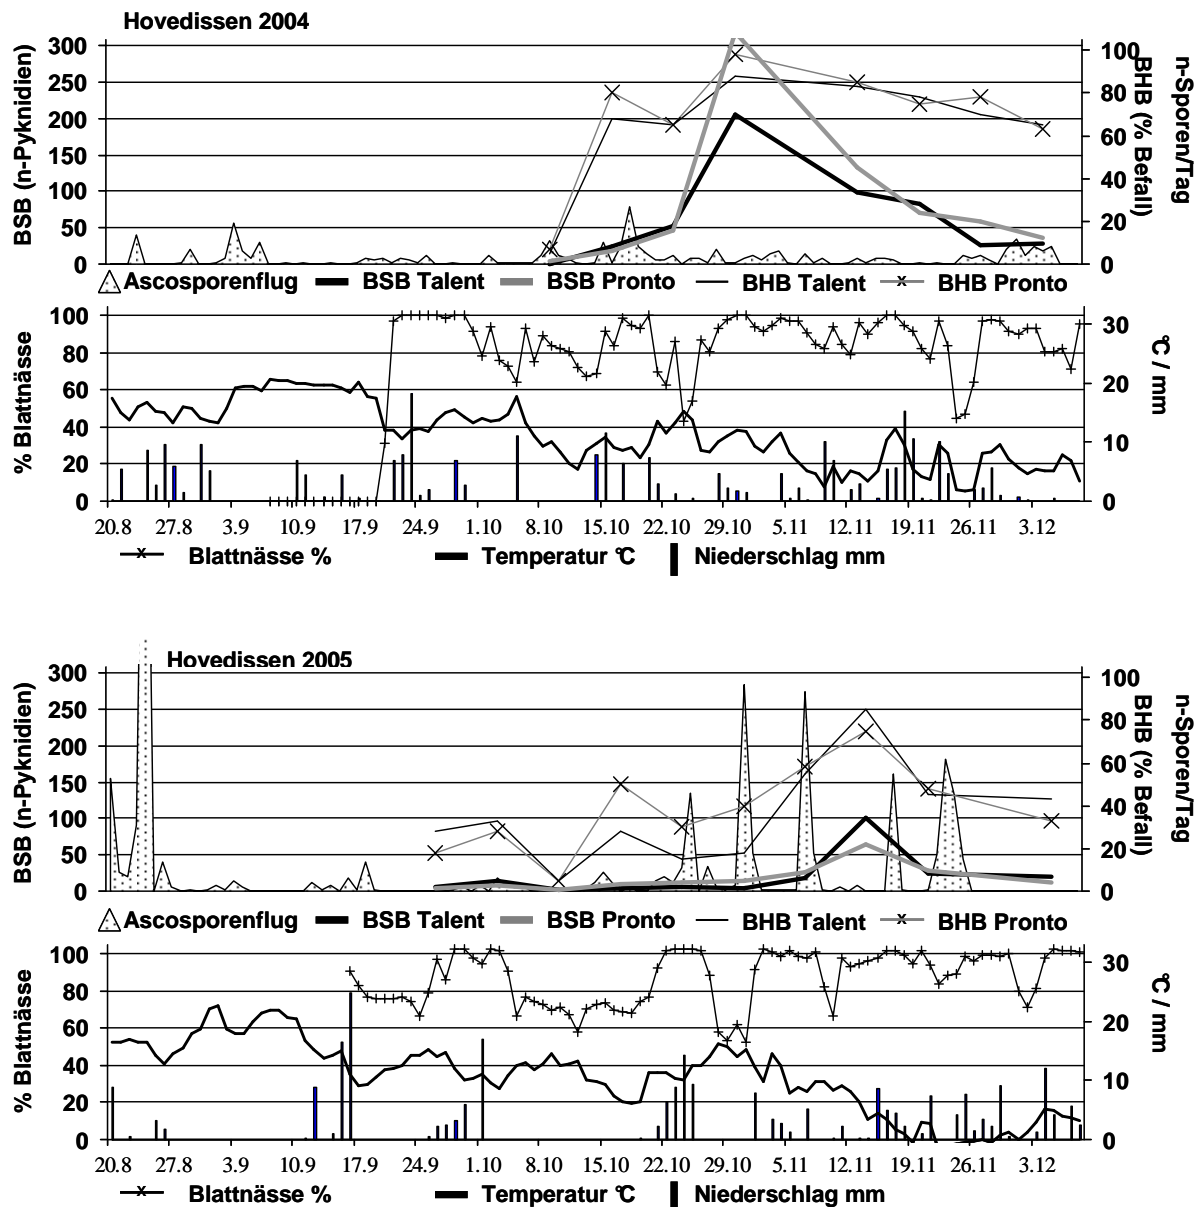 Hovedissen 2004
300
250
200
150
100
50
0
BSB (n-Pyknidien)
100
80
60
40
20
0
BHB (% Befall)
n-Sporen/Tag
Ascosporenflug BSB Talent BSB Pronto BHB Talent BHB Pronto
100
80
60
40
20
0
% Blattnässe
30
20
10
0
°C / mm
20.8 27.8 3.9 10.9 17.9 24.9 1.10 8.10 15.10 22.10 29.10 5.11 12.11 19.11 26.11 3.12
Blattnässe % Temperatur °C Niederschlag mm
Hovedissen 2005
300
250
200
150
100
50
0
BSB (n-Pyknidien)
100
80
60
40
20
0
BHB (% Befall)
n-Sporen/Tag
Ascosporenflug BSB Talent BSB Pronto BHB Talent BHB Pronto
100
80
60
40
20
0
% Blattnässe
30
20
10
0
°C / mm
20.8 27.8 3.9 10.9 17.9 24.9 1.10 8.10 15.10 22.10 29.10 5.11 12.11 19.11 26.11 3.12
Blattnässe % Temperatur °C Niederschlag mm